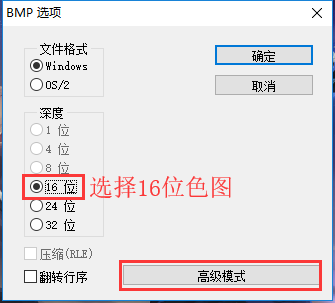 BMP 选项
文件格式
Windows
OS/2
确定
取消
深度
1 位
4 位
8 位
16 位
选择16位色图
24 位
32 位
压缩(RLE)
翻转行序
高级模式